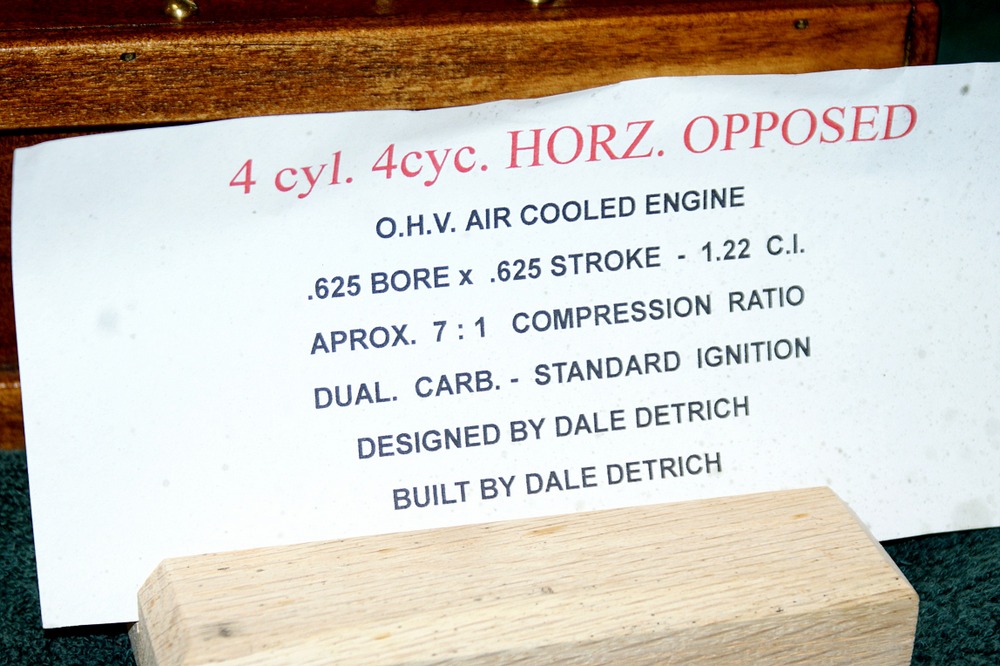 4 cyl. 4cyc. HORZ. OPPOSED
O.H.V. AIR COOLED ENGINE
.625 BORE x .625 STROKE - 1.22 C.I.
APROX. 7 : 1 COMPRESSION RATIO
DUAL. CARB. - STANDARD IGNITION
DESIGNED BY DALE DETRICH
BUILT BY DALE DETRICH